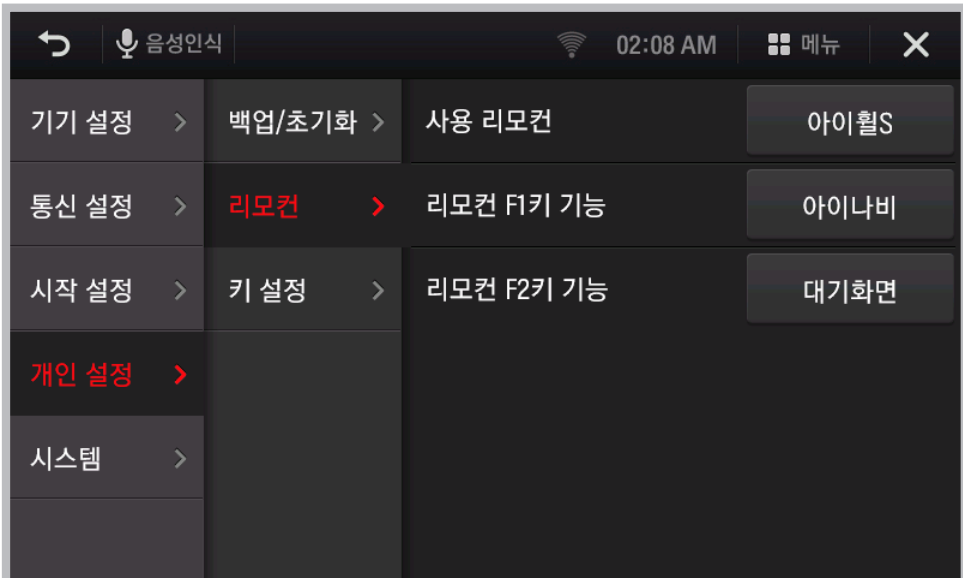 음성인식 02:08 AM 메뉴
기기 설정 백업/초기화 사용 리모컨 아이휠S
통신 설정 리모컨 리모컨 F1키 기능 아이나비
시작 설정 키 설정 리모컨 F2키 기능 대기화면
개인 설정
시스템